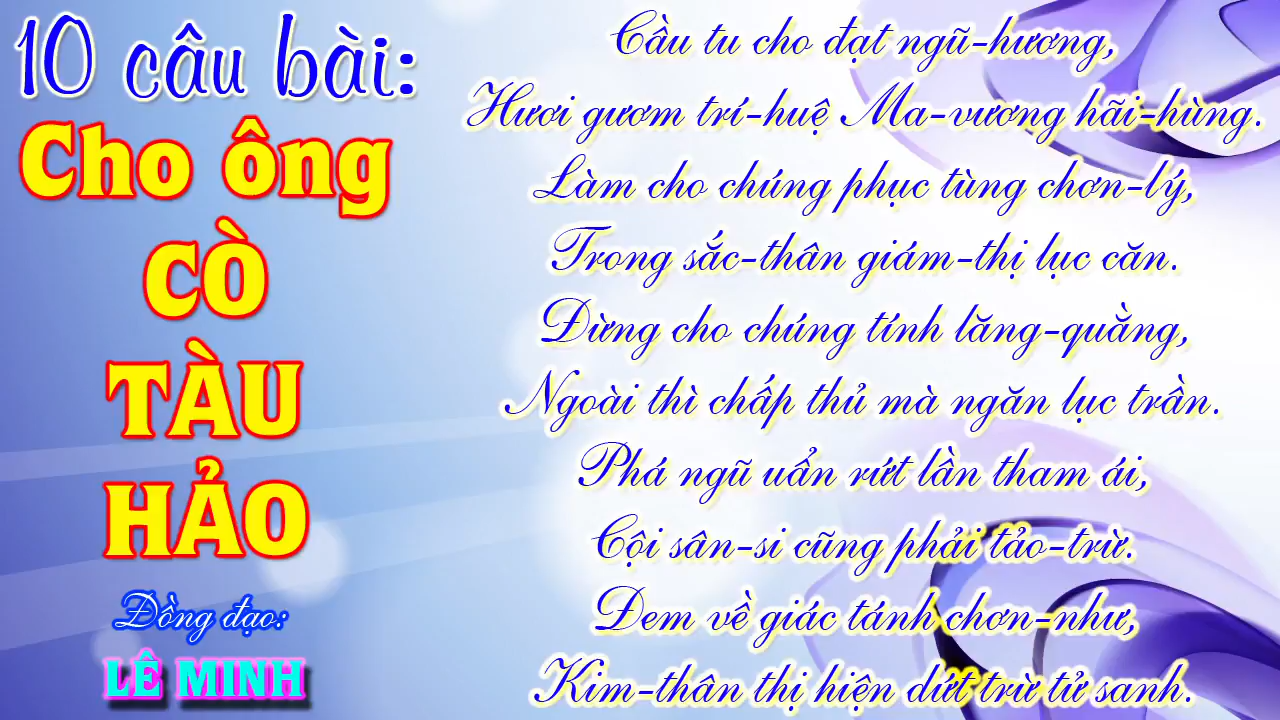 10 câu bài:
Cho ông
CÒ
TÀU
HẢO
Đồng đạo:
LÊ MINH
Cầu tu cho đạt ngũ-hương,
Hươi gươm trí-huệ Ma-vương hãi-hùng.
Làm cho chúng phục tùng chơn-lý,
Trong sắc-thân giám-thị lục căn.
Đừng cho chúng tính lăng-quằng,
Ngoài thì chấp thủ mà ngăn lục trần.
Phá ngũ uẩn rứt lần tham ái,
Cội sân-si cũng phải tảo-trừ.
Đem về giác tánh chơn-như,
Kim-thân thị hiện dứt trừ tử sanh.